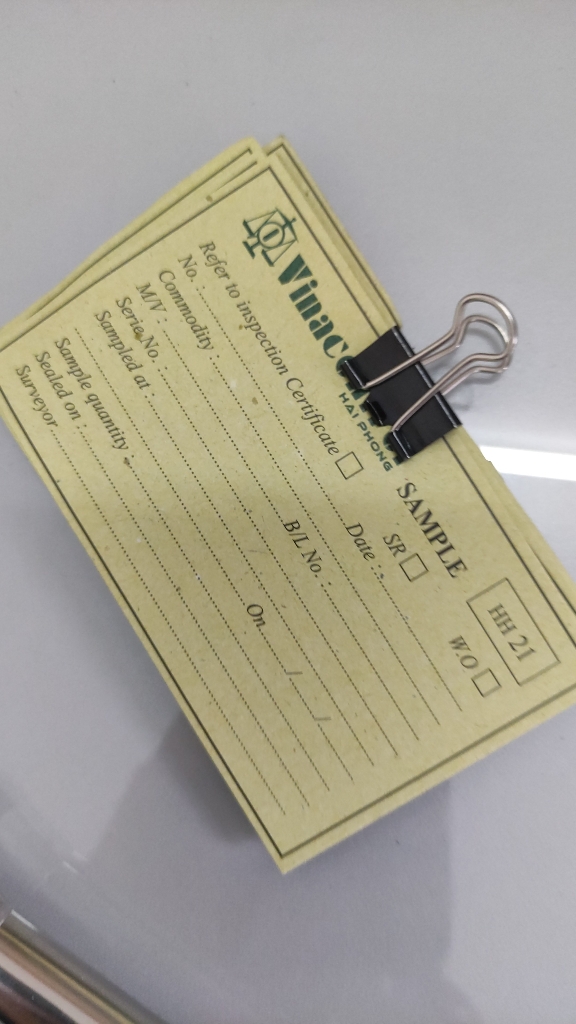 HAI PHONG
SAMPLE
HH 21
Refer to inspection Certificate
SR
W.O
No. :
Date :
Commodity :
M/V :
B/L No. :
Serie No. :
Sampled at :
On / /
Sample quantity :
Sealed on :
Surveyor